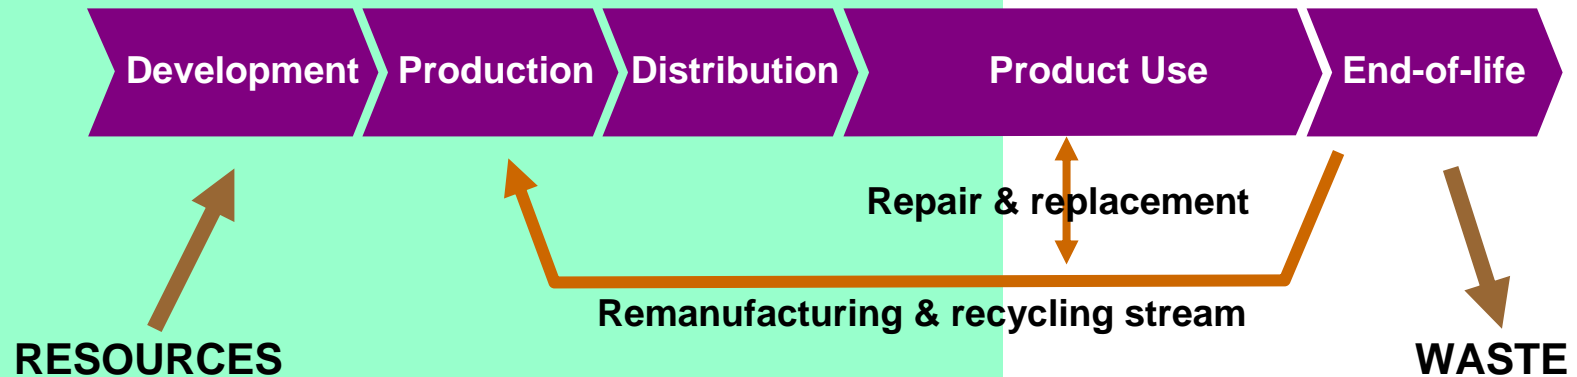 Development
Production
Distribution
Product Use
End-of-life
Repair & replacement
Remanufacturing & recycling stream
RESOURCES
WASTE